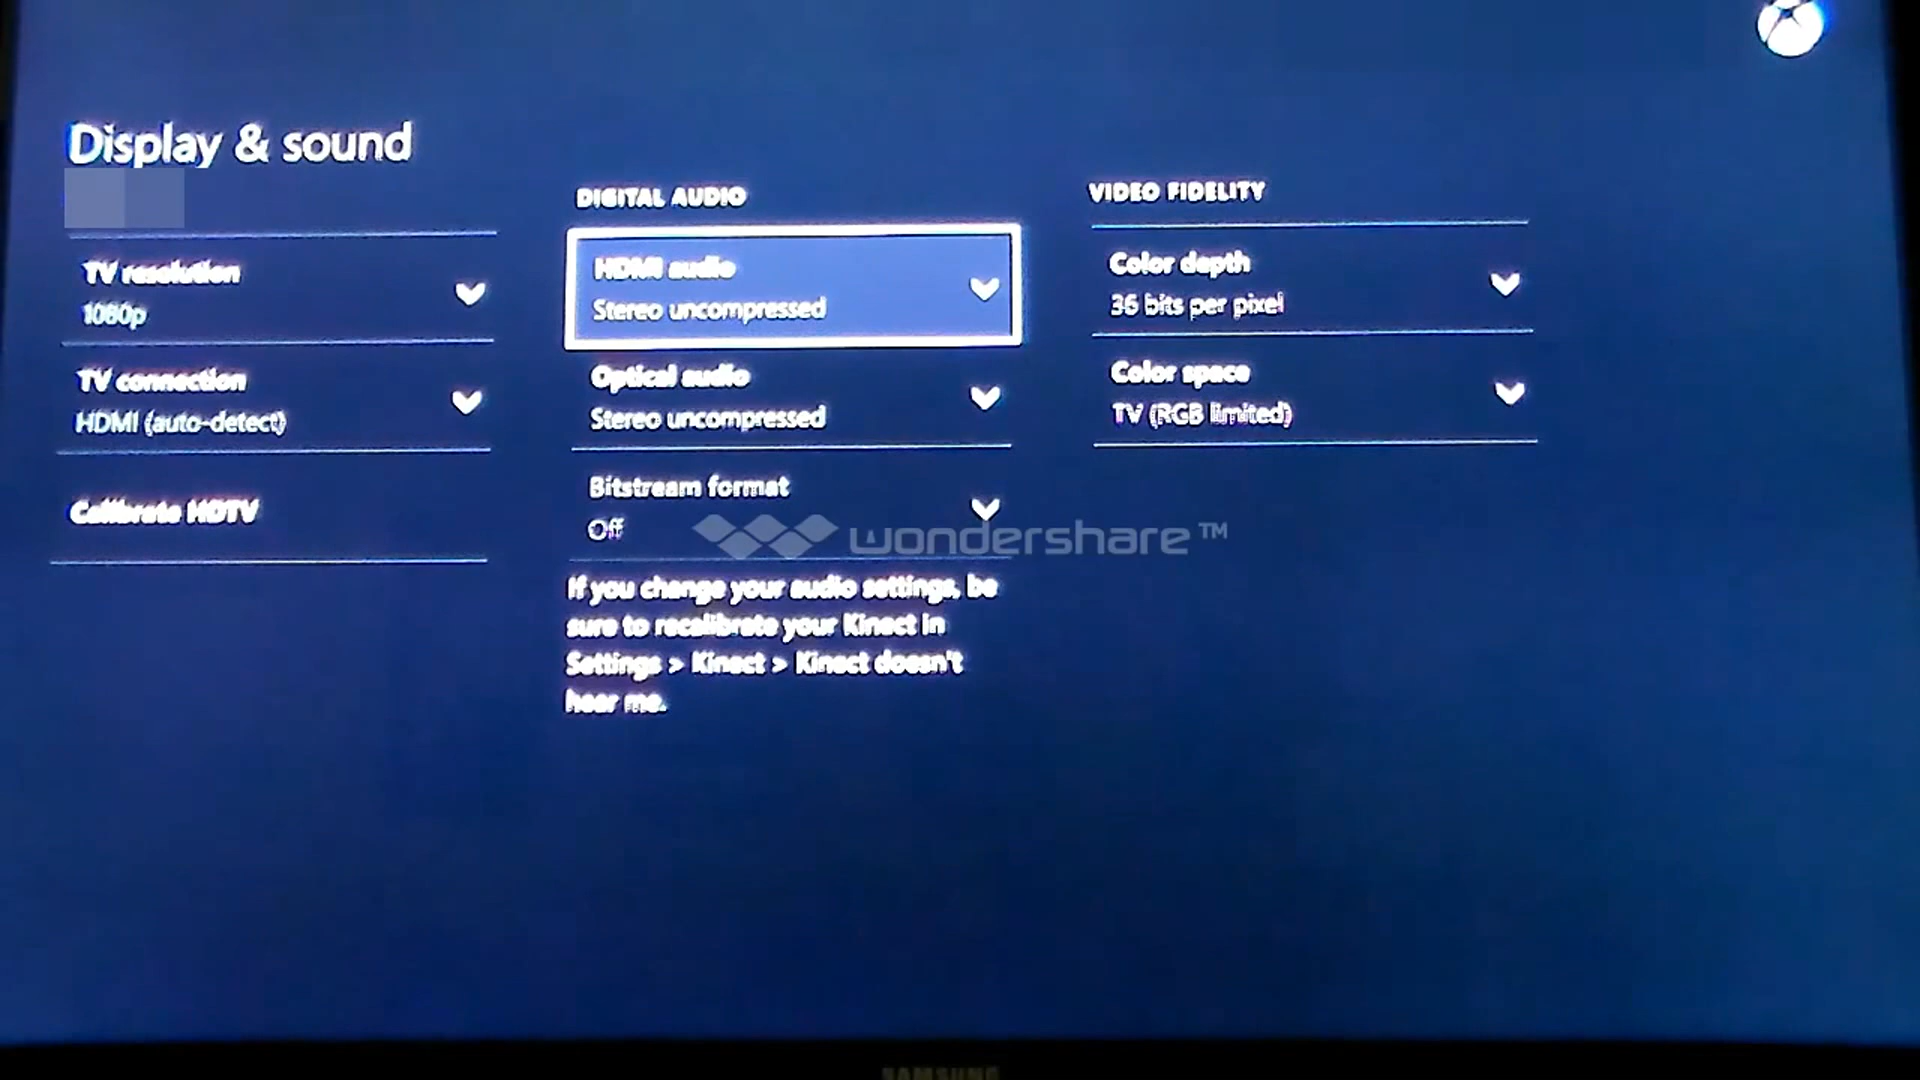 Display & sound
TV resolution
1080p
TV connection
HDMI (auto-detect)
Calibrate HDTV
DIGITAL AUDIO
HDMI audio
Stereo uncompressed
Optical audio
Stereo uncompressed
Bitstream format
Off
If you change your audio settings, be
sure to recalibrate your Kinect in
Settings > Kinect > Kinect doesn't
hear me.
VIDEO FIDELITY
Color depth
36 bits per pixel
Color space
TV (RGB limited)
wondershare™
SAMSUNG